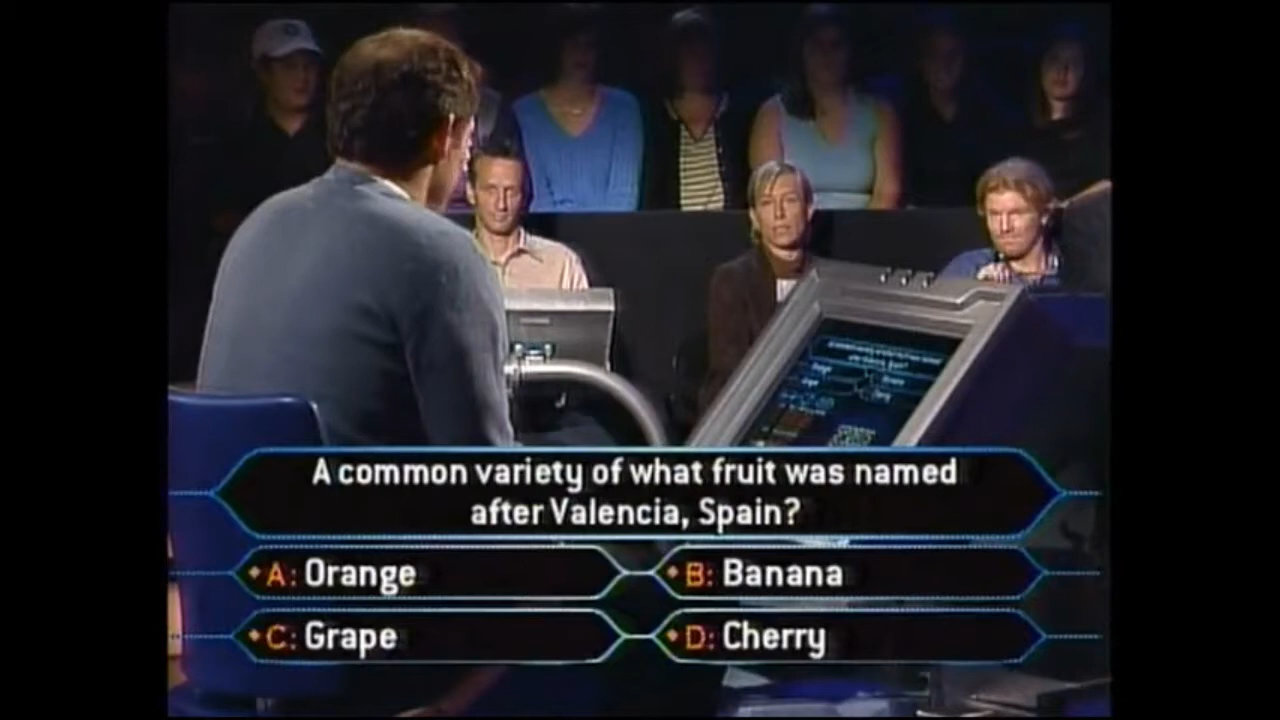 A common variety of what fruit was named
after Valencia, Spain?
A: Orange
B: Banana
C: Grape
D: Cherry